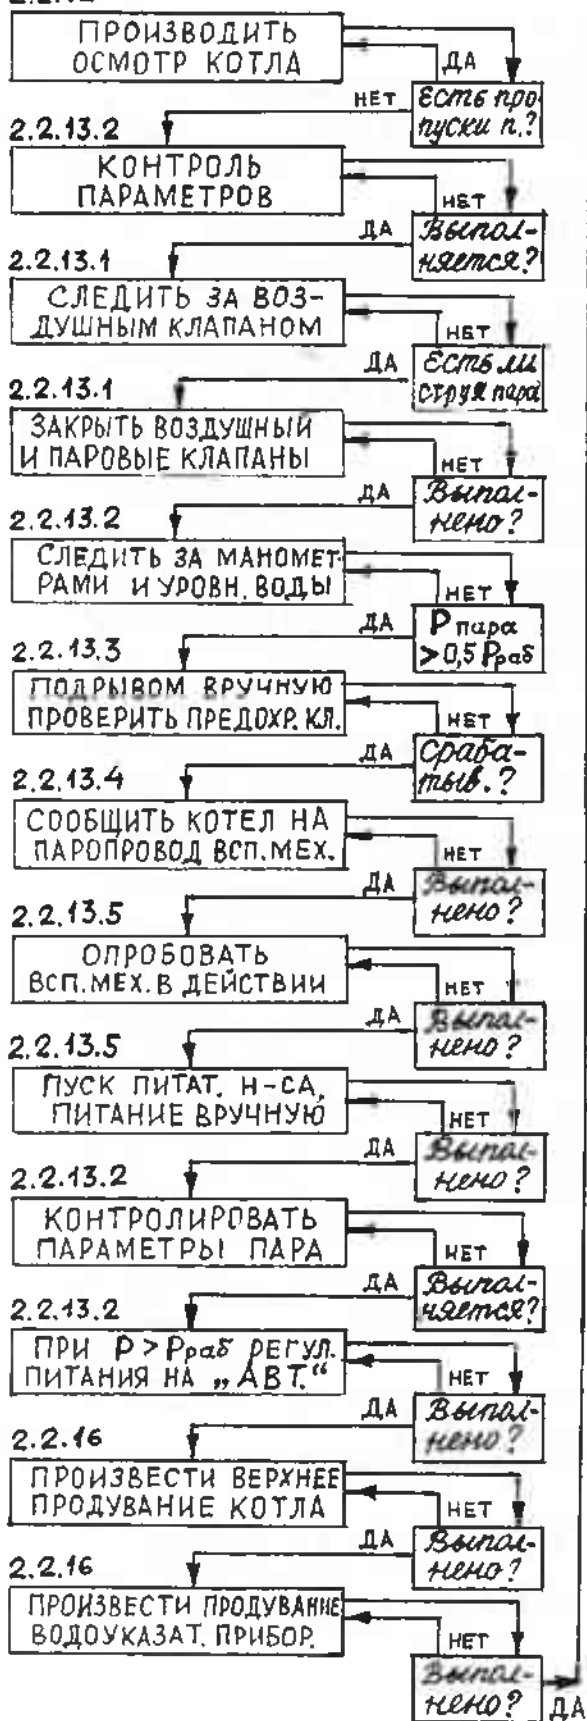 ПРОИЗВОДИТЬ
ОСМОТР КОТЛА
ДА
НЕТ
Есть про-
пуски п.?
2.2.13.2
КОНТРОЛЬ
ПАРАМЕТРОВ
НЕТ
ДА
Выпол-
няется?
2.2.13.1
СЛЕДИТЬ ЗА ВОЗ-
ДУШНЫМ КЛАПАНОМ
НЕТ
ДА
Есть ли
струя пара
2.2.13.1
ЗАКРЫТЬ ВОЗДУШНЫЙ
И ПАРОВЫЕ КЛАПАНЫ
НЕТ
ДА
Выпол-
нено?
2.2.13.2
СЛЕДИТЬ ЗА МАНОМЕТ-
РАМИ И УРОВН. ВОДЫ
НЕТ
ДА
Р пара
>0,5 Рраб
2.2.13.3
ПОДРЫВОМ ВРУЧНУЮ
ПРОВЕРИТЬ ПРЕДОХР. КЛ.
НЕТ
ДА
Сраба-
тыв.?
2.2.13.4
СООБЩИТЬ КОТЕЛ НА
ПАРОПРОВОД ВСП. МЕХ.
НЕТ
ДА
Выпол-
нено?
2.2.13.5
ОПРОБОВАТЬ
ВСП. МЕХ. В ДЕЙСТВИИ
НЕТ
ДА
Выпол-
нено?
2.2.13.5
ПУСК ПИТАТ. Н-СА,
ПИТАНИЕ ВРУЧНУЮ
НЕТ
ДА
Выпол-
нено?
2.2.13.2
КОНТРОЛИРОВАТЬ
ПАРАМЕТРЫ ПАРА
НЕТ
ДА
Выпол-
няется?
2.2.13.2
ПРИ Р > Рраб РЕГУЛ.
ПИТАНИЯ НА „АВТ.“
НЕТ
ДА
Выпол-
нено?
2.2.16
ПРОИЗВЕСТИ ВЕРХНЕЕ
ПРОДУВАНИЕ КОТЛА
НЕТ
ДА
Выпол-
нено?
2.2.16
ПРОИЗВЕСТИ ПРОДУВАНИЕ
ВОДОУКАЗАТ. ПРИБОР.
НЕТ
Выпол-
нено?
ДА